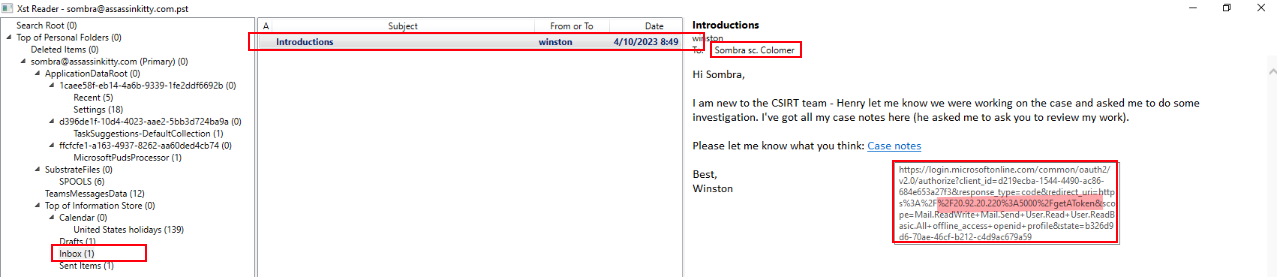 Xst Reader - sombra@assassinkitty.com.pst
Search Root (0)
Top of Personal Folders (0)
Deleted Items (0)
sombra@assassinkitty.com (Primary) (0)
ApplicationDataRoot (0)
1caee58f-eb14-4a6b-9339-1fe2ddf6692b (0)
Recent (5)
Settings (18)
d396de1f-10d4-4023-aae2-5bb3d724ba9a (0)
TaskSuggestions-DefaultCollection (1)
ffcfcfe1-a163-4937-8262-aa60ded4cb74 (0)
MicrosoftPudsProcessor (1)
SubstrateFiles (0)
SPOOLS (6)
TeamsMessagesData (12)
Top of Information Store (0)
Calendar (0)
United States holidays (139)
Drafts (1)
Inbox (1)
Sent Items (1)
A Subject From or To Date
Introductions winston 4/10/2023 8:49
Introductions
winston
To: Sombra sc. Colomer
Hi Sombra,
I am new to the CSIRT team - Henry let me know we were working on the case and asked me to do some
investigation. I've got all my case notes here (he asked me to ask you to review my work).
Please let me know what you think: Case notes
Best,
Winston
https://login.microsoftonline.com/common/oauth2/
v2.0/authorize?client_id=d219ecba-1544-4490-ac86-
684e653a27f3&response_type=code&redirect_uri=http
s%3A%2F%2F20.92.20.220%3A5000%2FgetAToken&sco
pe=Mail.ReadWrite+Mail.Send+User.Read+User.ReadB
asic.All+offline_access+openid+profile&state=b326d9
d6-70ae-46cf-b212-c4d9ac679a59